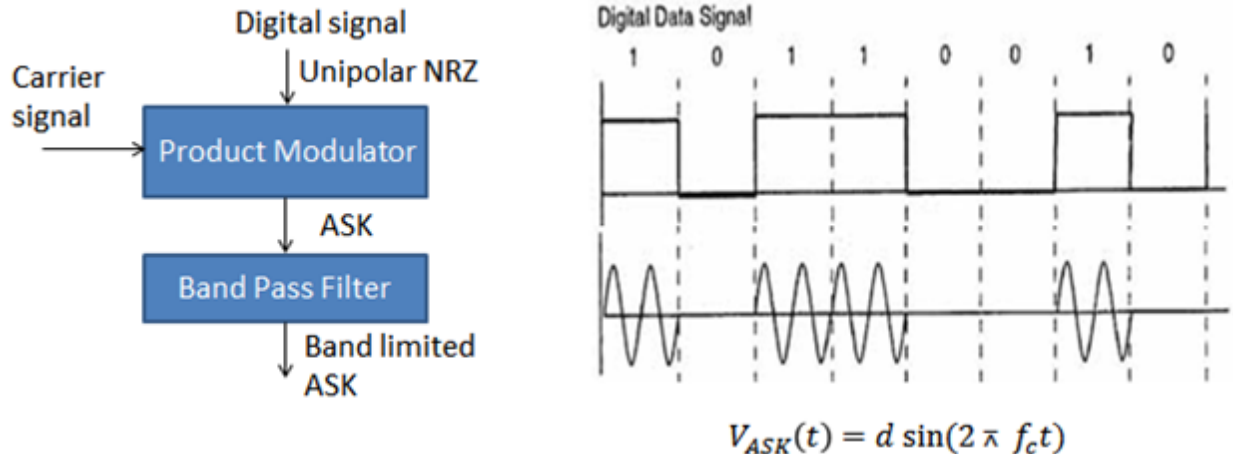 Digital signal
Unipolar NRZ
Carrier
signal
Product Modulator
ASK
Band Pass Filter
Band limited
ASK
Digital Data Signal
1 0 1 1 0 0 1 0
V_ASK(t) = d sin(2 π f_c t)